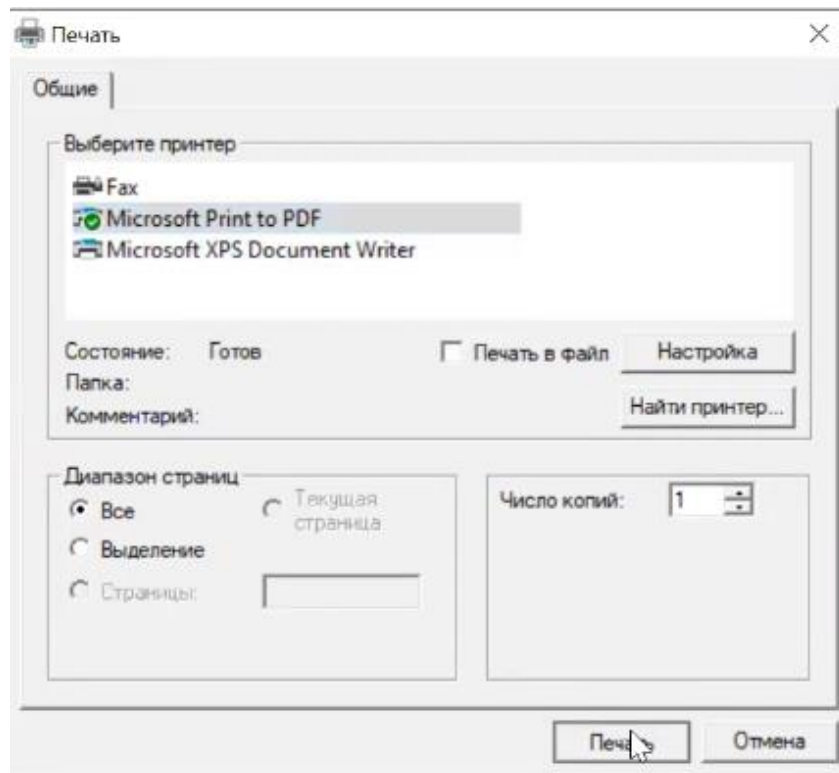 Печать
Общие
Выберите принтер
Fax
Microsoft Print to PDF
Microsoft XPS Document Writer
Состояние: Готов
Печать в файл
Настройка
Папка:
Комментарий:
Найти принтер...
Диапазон страниц
Все
Текущая
страница
Выделение
Страницы:
Число копий: 1
Печать
Отмена